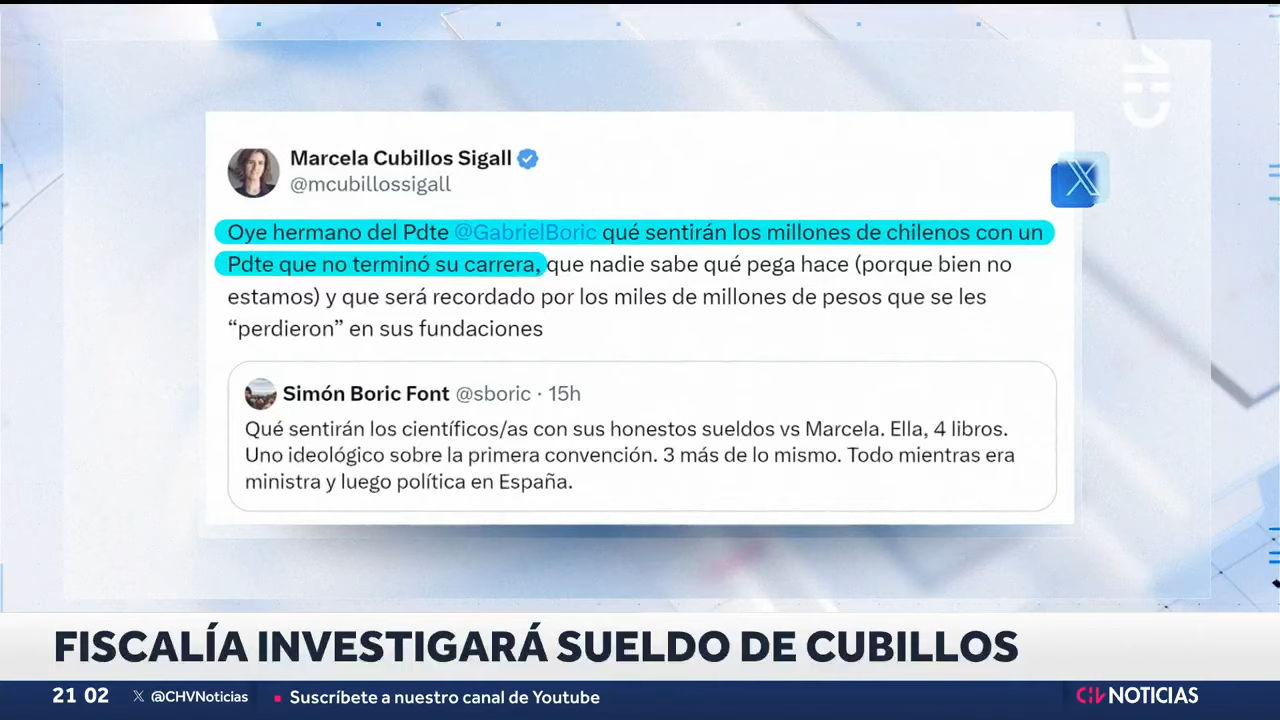 CHV
Marcela Cubillos Sigall
@mcubillossigall
X
Oye hermano del Pdte @GabrielBoric qué sentirán los millones de chilenos con un
Pdte que no terminó su carrera, que nadie sabe qué pega hace (porque bien no
estamos) y que será recordado por los miles de millones de pesos que se les
“perdieron” en sus fundaciones
Simón Boric Font @sboric · 15h
Qué sentirán los científicos/as con sus honestos sueldos vs Marcela. Ella, 4 libros.
Uno ideológico sobre la primera convención. 3 más de lo mismo. Todo mientras era
ministra y luego política en España.
FISCALÍA INVESTIGARÁ SUELDO DE CUBILLOS
21 02 X @CHVNoticias ▪ Suscríbete a nuestro canal de Youtube CHV NOTICIAS